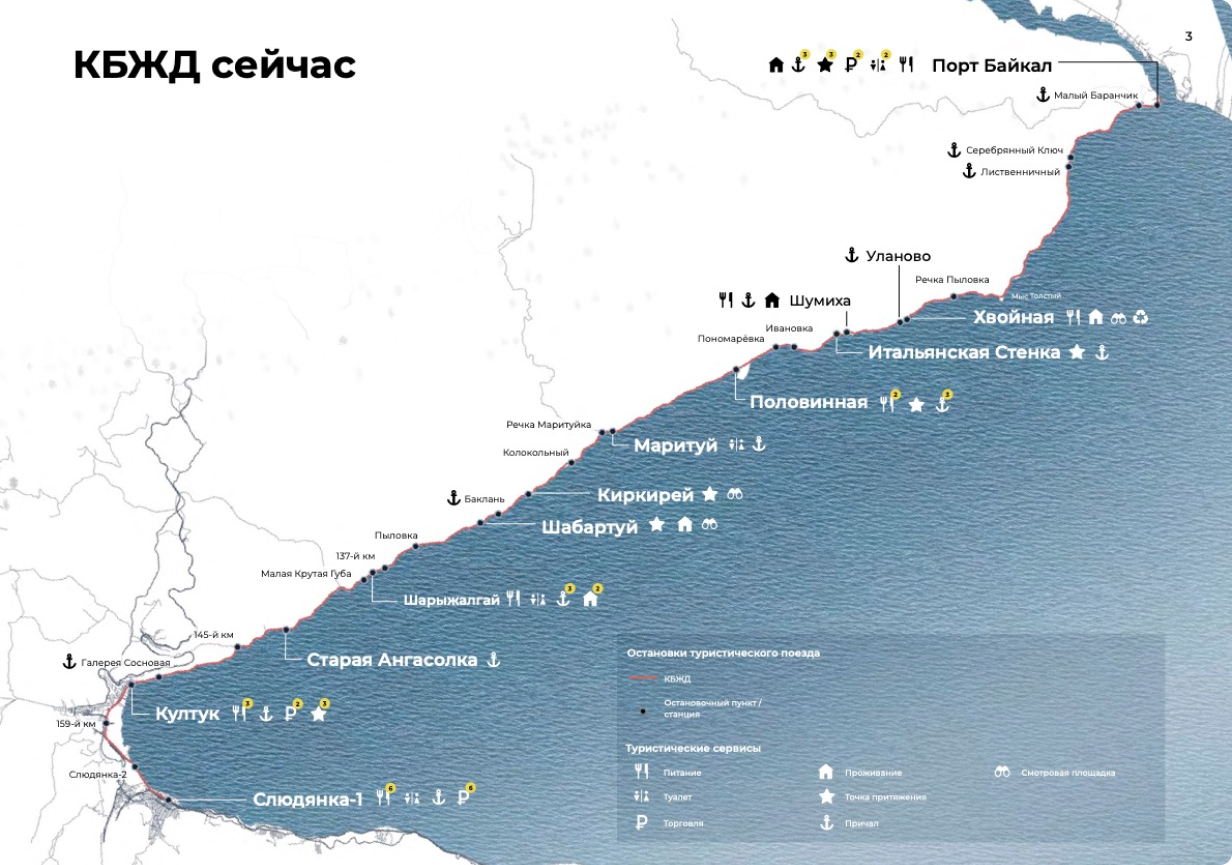 КБЖД сейчас
3
3 3 2 2 Порт Байкал
Малый Баранчик
Серебрянный Ключ
Лиственничный
Уланово
Речка Пыловка
Мыс Толстый
Шумиха
Хвойная
Ивановка
Пономарёвка
Итальянская Стенка
Половинная 2 3
Речка Маритуйка
Маритуй
Колокольный
Киркирей
Баклань
Шабартуй
Пыловка
137-й км
Малая Крутая Губа
Шарыжалгай 3 2
145-й км
Старая Ангасолка
Галерея Сосновая
Култук 3 2 3
159-й км
Слюдянка-2
Слюдянка-1 6 6
Остановки туристического поезда
КБЖД
Остановочный пункт /
станция
Туристические сервисы
Питание
Проживание
Смотровая площадка
Туалет
Точка притяжения
Торговля
Причал